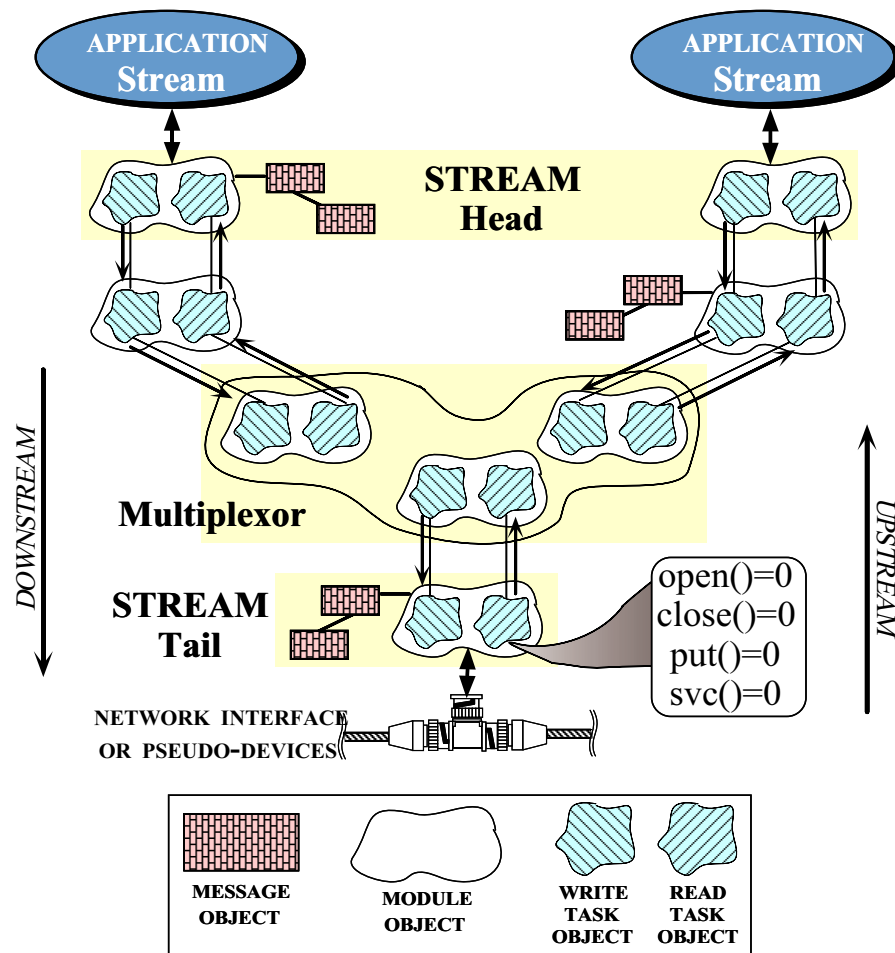 APPLICATION
Stream
APPLICATION
Stream
STREAM
Head
DOWNSTREAM
Multiplexor
UPSTREAM
STREAM
Tail
open()=0
close()=0
put()=0
svc()=0
NETWORK INTERFACE
OR PSEUDO-DEVICES
MESSAGE
OBJECT
MODULE
OBJECT
WRITE
TASK
OBJECT
READ
TASK
OBJECT